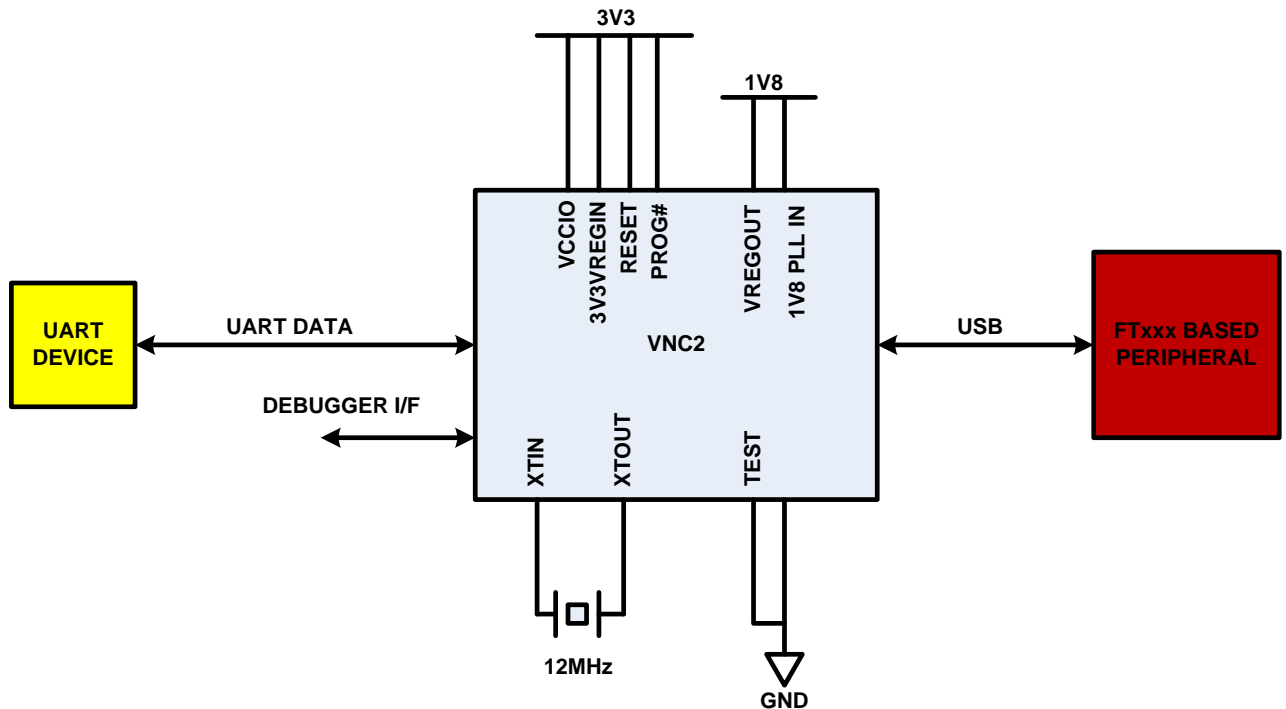 3V3
1V8
VCCIO
3V3VREGIN
RESET
PROG#
VREGOUT
1V8 PLL IN
UART
DEVICE
UART DATA
VNC2
USB
FTxxx BASED
PERIPHERAL
DEBUGGER I/F
XTIN
XTOUT
TEST
12MHz
GND